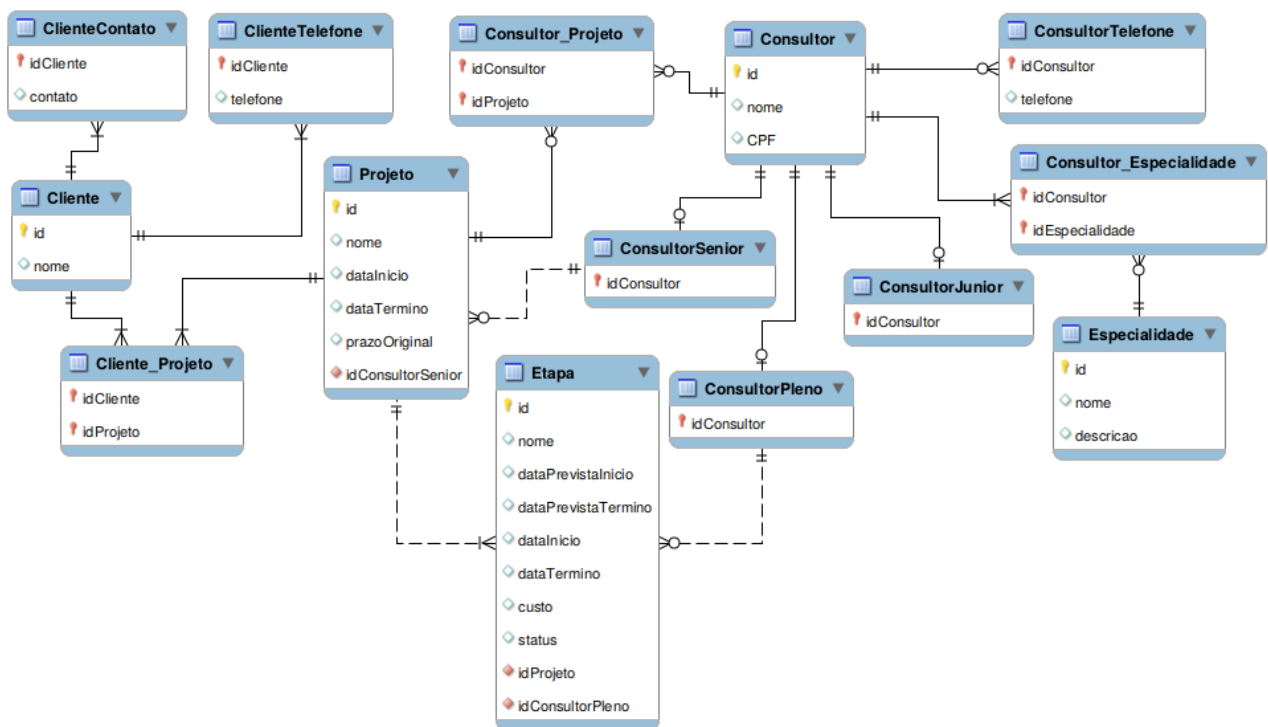 ClienteContato
idCliente
contato
ClienteTelefone
idCliente
telefone
Consultor_Projeto
idConsultor
idProjeto
Consultor
id
nome
CPF
ConsultorTelefone
idConsultor
telefone
Consultor_Especialidade
idConsultor
idEspecialidade
Cliente
id
nome
Projeto
id
nome
dataInicio
dataTermino
prazoOriginal
idConsultorSenior
ConsultorSenior
idConsultor
ConsultorJunior
idConsultor
Especialidade
id
nome
descricao
Cliente_Projeto
idCliente
idProjeto
Etapa
id
nome
dataPrevistaInicio
dataPrevistaTermino
dataInicio
dataTermino
custo
status
idProjeto
idConsultorPleno
ConsultorPleno
idConsultor